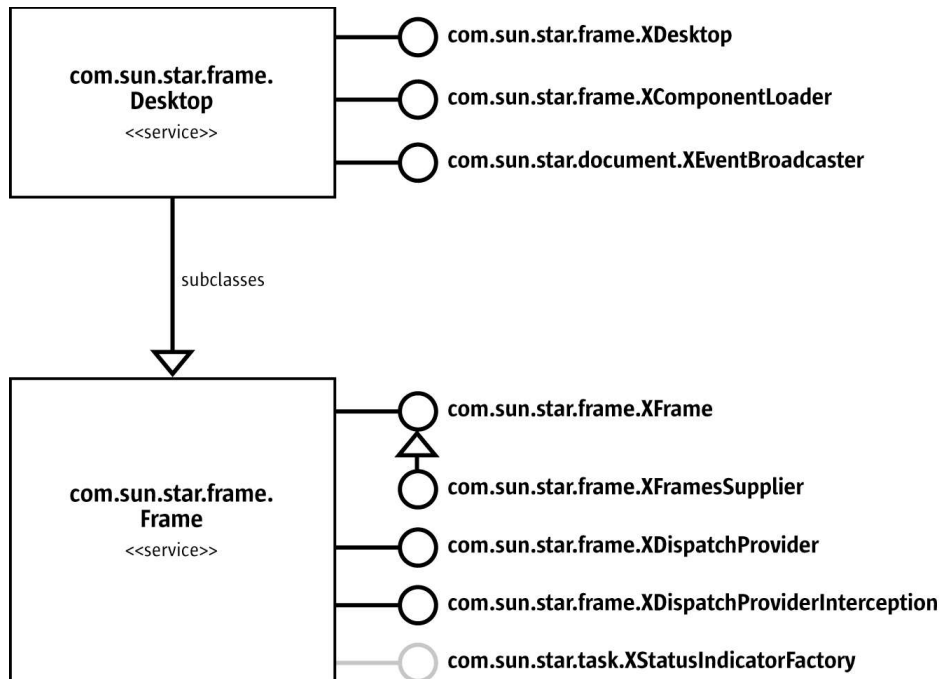 com.sun.star.frame.
Desktop
<<service>>
com.sun.star.frame.XDesktop
com.sun.star.frame.XComponentLoader
com.sun.star.document.XEventBroadcaster
subclasses
com.sun.star.frame.
Frame
<<service>>
com.sun.star.frame.XFrame
com.sun.star.frame.XFramesSupplier
com.sun.star.frame.XDispatchProvider
com.sun.star.frame.XDispatchProviderInterception
com.sun.star.task.XStatusIndicatorFactory